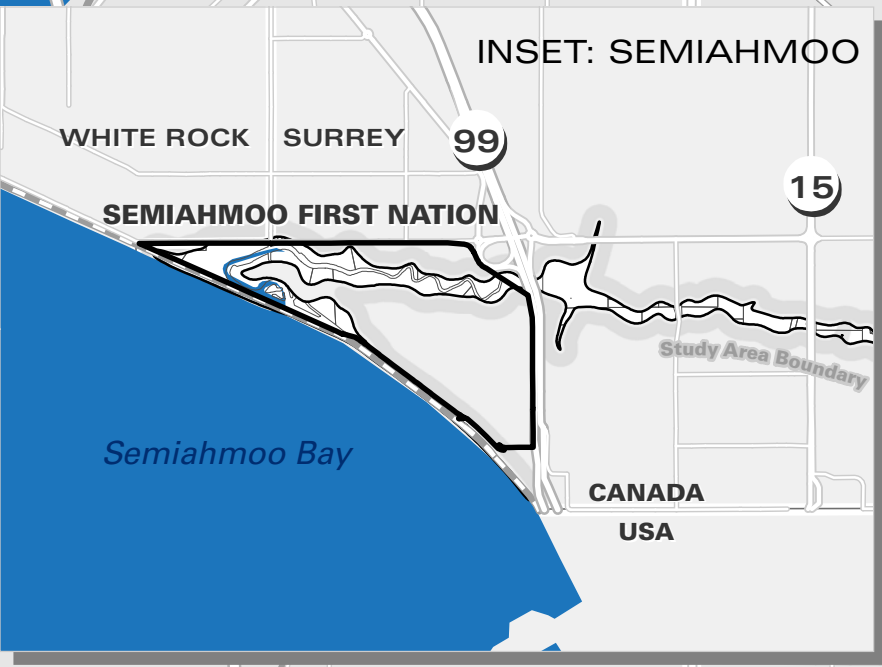 INSET: SEMIAHMOO
WHITE ROCK
SURREY
99
15
SEMIAHMOO FIRST NATION
Study Area Boundary
Semiahmoo Bay
CANADA
USA